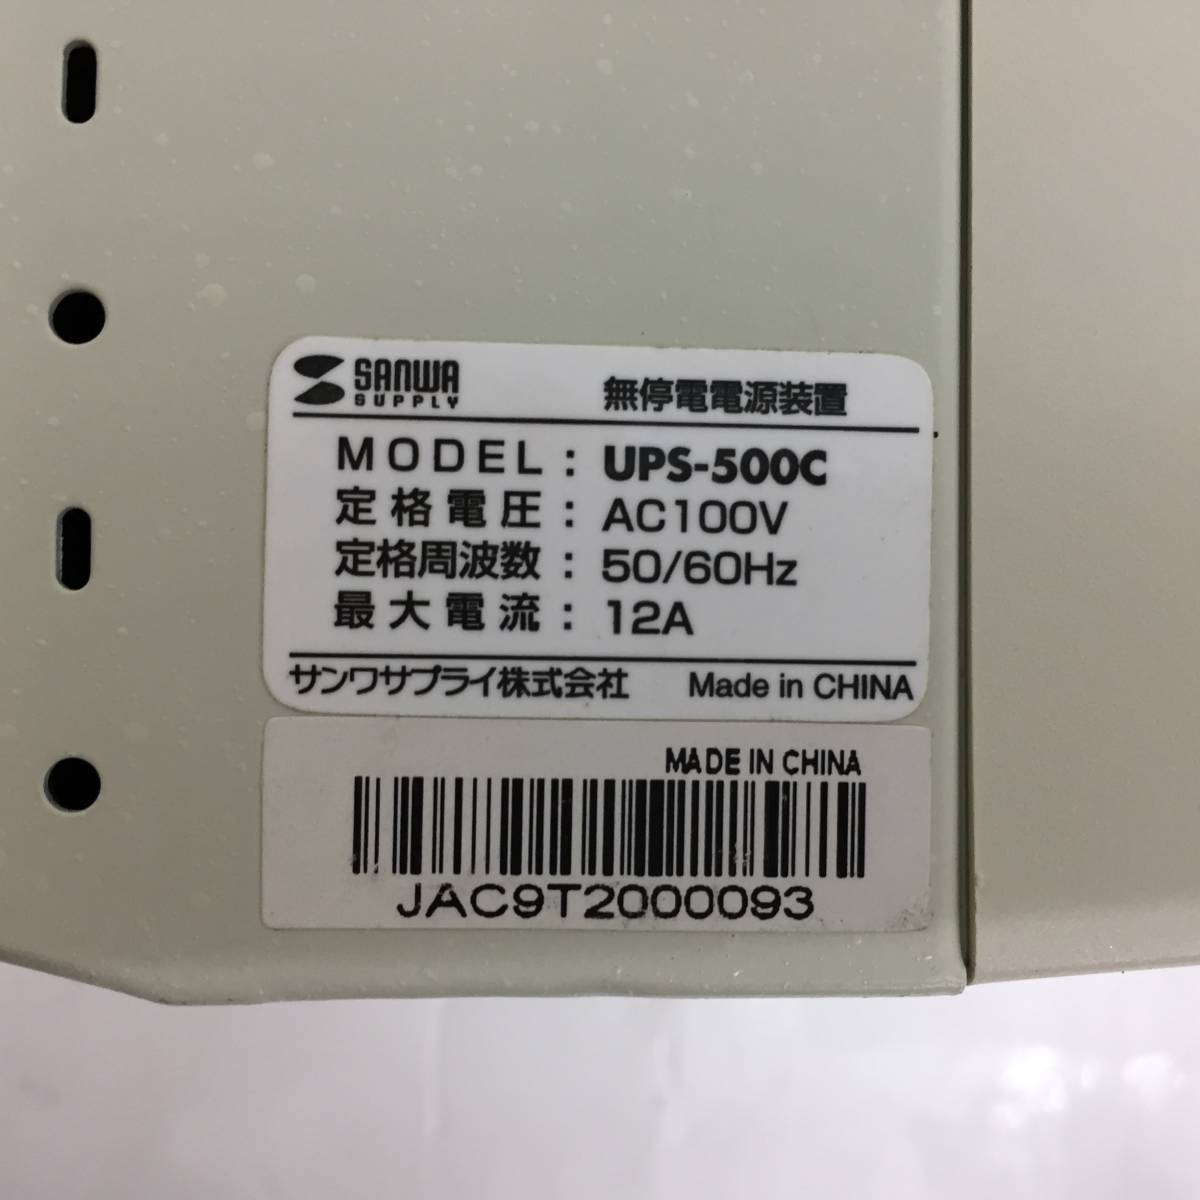 SANWA
SUPPLY
無停電電源装置
MODEL : UPS-500C
定格電圧 : AC100V
定格周波数 : 50/60Hz
最大電流 : 12A
サンワサプライ株式会社 Made in CHINA
MADE IN CHINA
JAC9T2000093